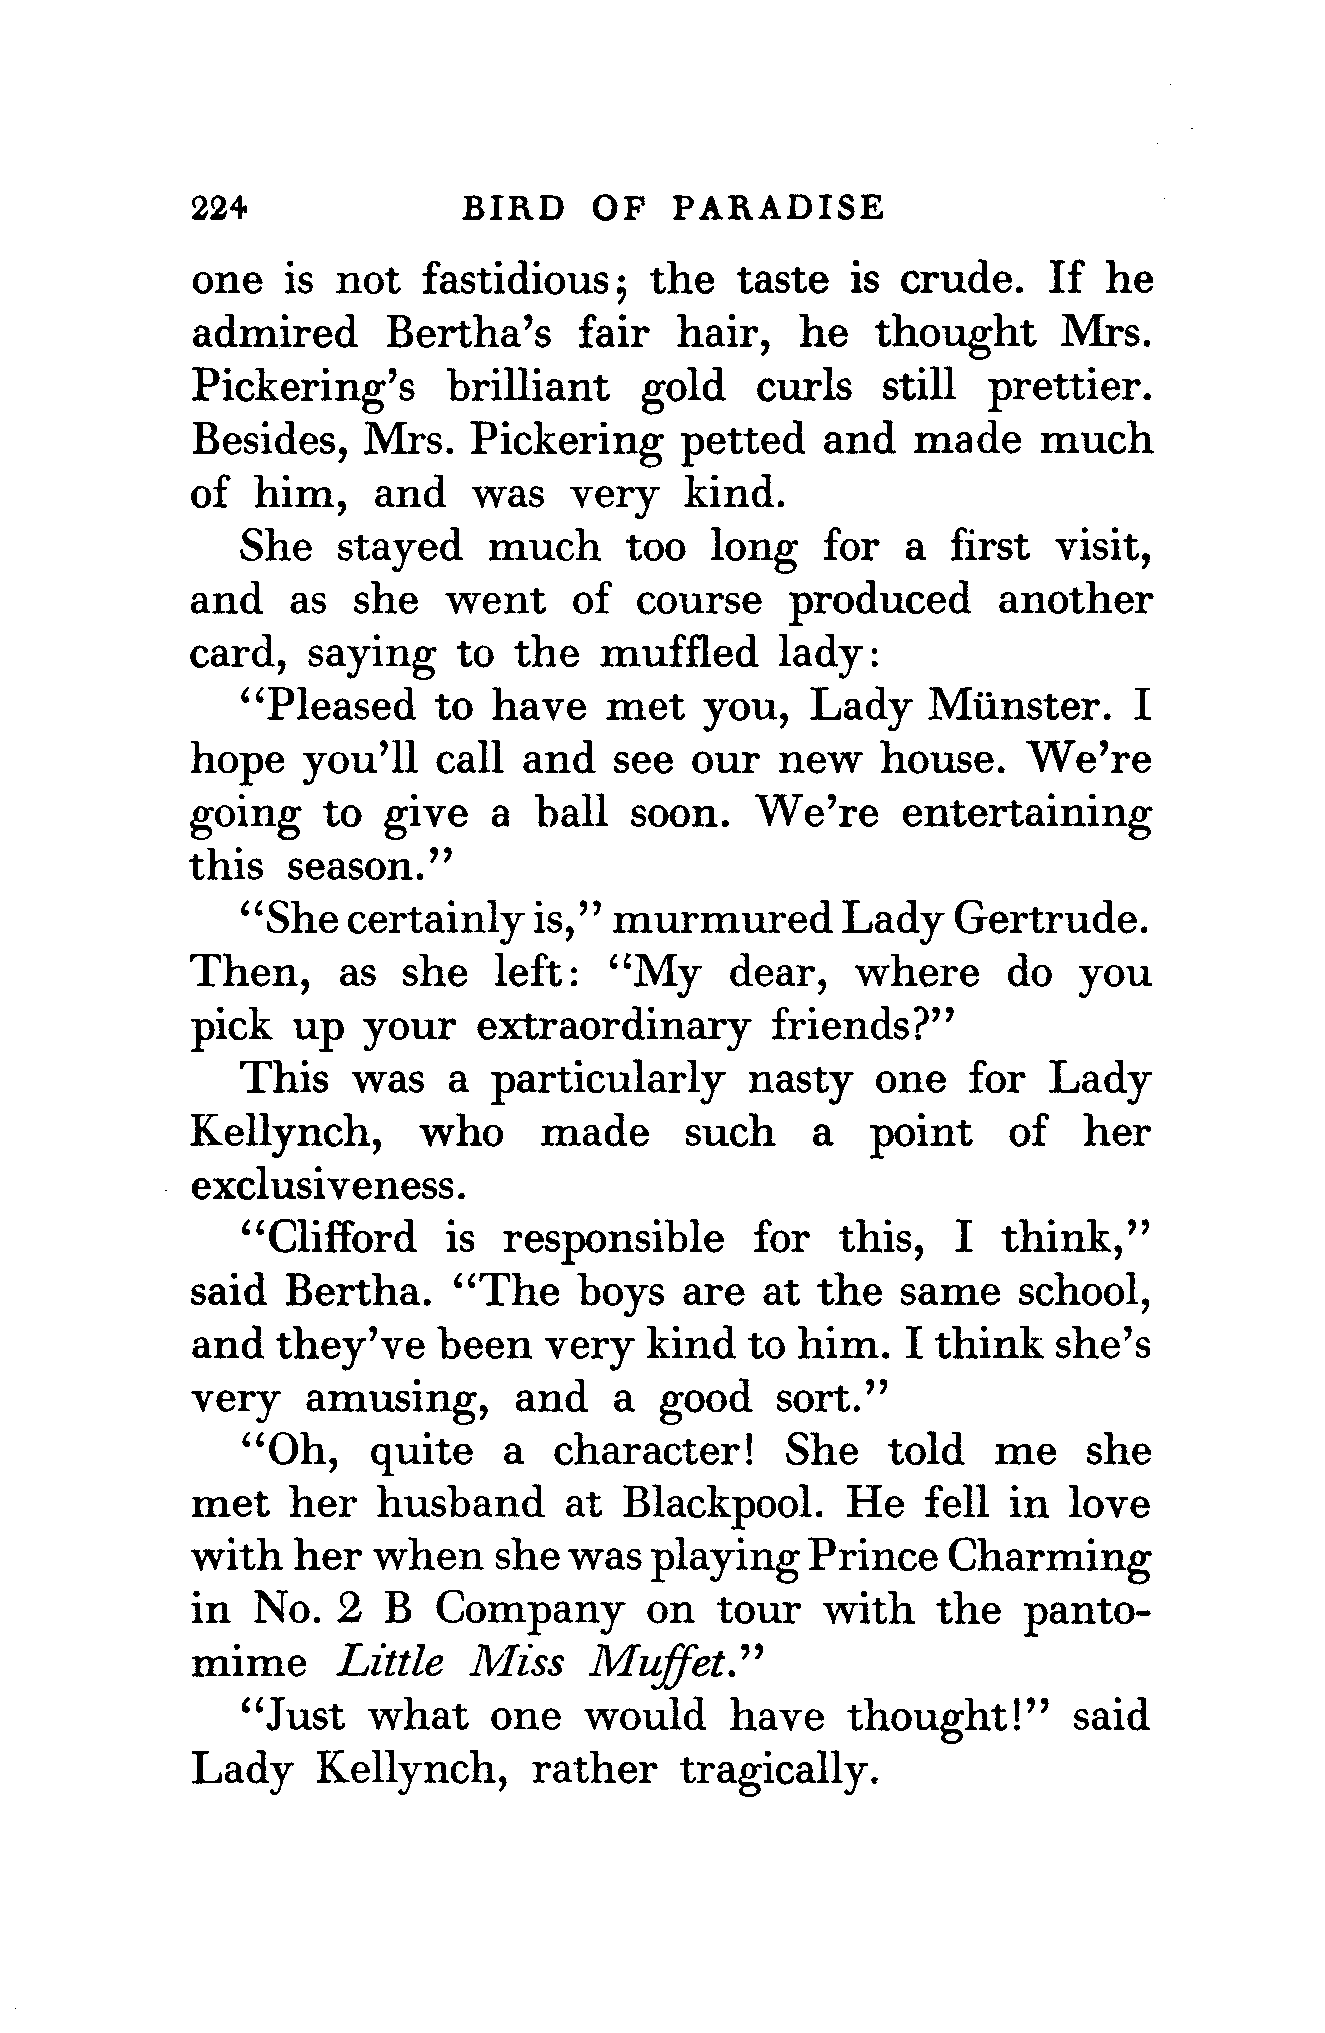 224 BIRD OF PARADISE
one is not fastidious; the taste is crude. If he
admired Bertha's fair hair, he thought Mrs.
Pickering's brilliant gold curls still prettier.
Besides, Mrs. Pickering petted and made much
of him, and was very kind.
She stayed much too long for a first visit,
and as she went of course produced another
card, saying to the muffled lady:
"Pleased to have met you, Lady Münster. I
hope you'll call and see our new house. We're
going to give a ball soon. We're entertaining
this season."
"She certainly is," murmured Lady Gertrude.
Then, as she left: "My dear, where do you
pick up your extraordinary friends?"
This was a particularly nasty one for Lady
Kellynch, who made such a point of her
exclusiveness.
"Clifford is responsible for this, I think,"
said Bertha. "The boys are at the same school,
and they've been very kind to him. I think she's
very amusing, and a good sort."
"Oh, quite a character! She told me she
met her husband at Blackpool. He fell in love
with her when she was playing Prince Charming
in No. 2 B Company on tour with the panto-
mime Little Miss Muffet."
"Just what one would have thought!" said
Lady Kellynch, rather tragically.